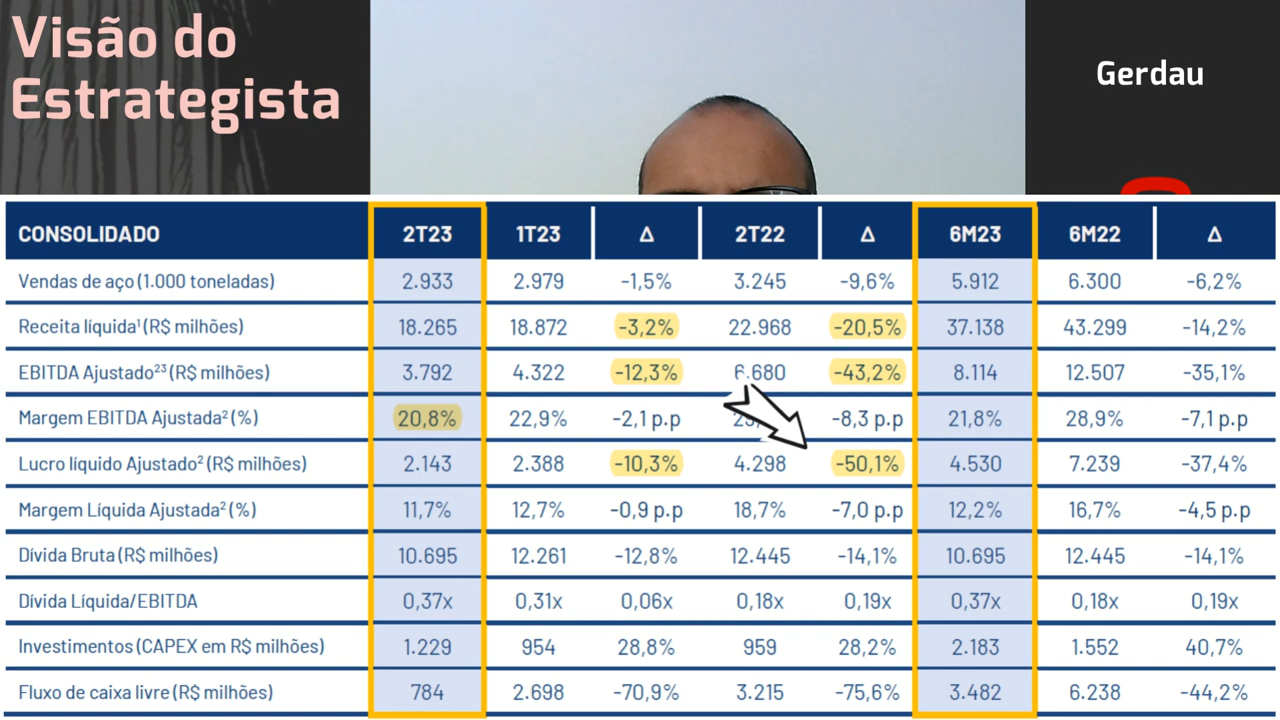 Visão do
Estrategista
Gerdau
CONSOLIDADO 2T23 1T23 Δ 2T22 Δ 6M23 6M22 Δ
Vendas de aço (1.000 toneladas) 2.933 2.979 -1,5% 3.245 -9,6% 5.912 6.300 -6,2%
Receita líquida¹ (R$ milhões) 18.265 18.872 -3,2% 22.968 -20,5% 37.138 43.299 -14,2%
EBITDA Ajustado²³ (R$ milhões) 3.792 4.322 -12,3% 6.680 -43,2% 8.114 12.507 -35,1%
Margem EBITDA Ajustada² (%) 20,8% 22,9% -2,1 p.p -8,3 p.p 21,8% 28,9% -7,1 p.p
Lucro líquido Ajustado² (R$ milhões) 2.143 2.388 -10,3% 4.298 -50,1% 4.530 7.239 -37,4%
Margem Líquida Ajustada² (%) 11,7% 12,7% -0,9 p.p 18,7% -7,0 p.p 12,2% 16,7% -4,5 p.p
Dívida Bruta (R$ milhões) 10.695 12.261 -12,8% 12.445 -14,1% 10.695 12.445 -14,1%
Dívida Líquida/EBITDA 0,37x 0,31x 0,06x 0,18x 0,19x 0,37x 0,18x 0,19x
Investimentos (CAPEX em R$ milhões) 1.229 954 28,8% 959 28,2% 2.183 1.552 40,7%
Fluxo de caixa livre (R$ milhões) 784 2.698 -70,9% 3.215 -75,6% 3.482 6.238 -44,2%